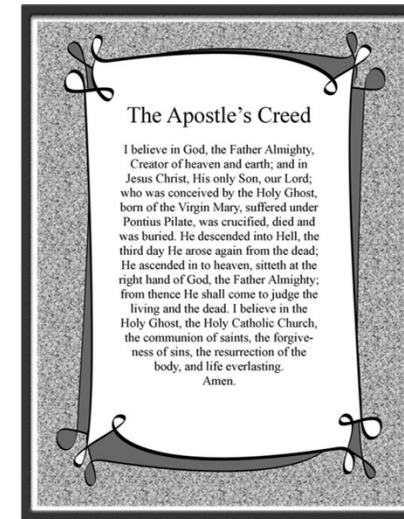 The Apostle's Creed
I believe in God, the Father Almighty,
Creator of heaven and earth; and in
Jesus Christ, His only Son, our Lord;
who was conceived by the Holy Ghost,
born of the Virgin Mary, suffered under
Pontius Pilate, was crucified, died and
was buried. He descended into Hell, the
third day He arose again from the dead;
He ascended in to heaven, sitteth at the
right hand of God, the Father Almighty;
from thence He shall come to judge the
living and the dead. I believe in the
Holy Ghost, the Holy Catholic Church,
the communion of saints, the forgive-
ness of sins, the resurrection of the
body, and life everlasting.
Amen.